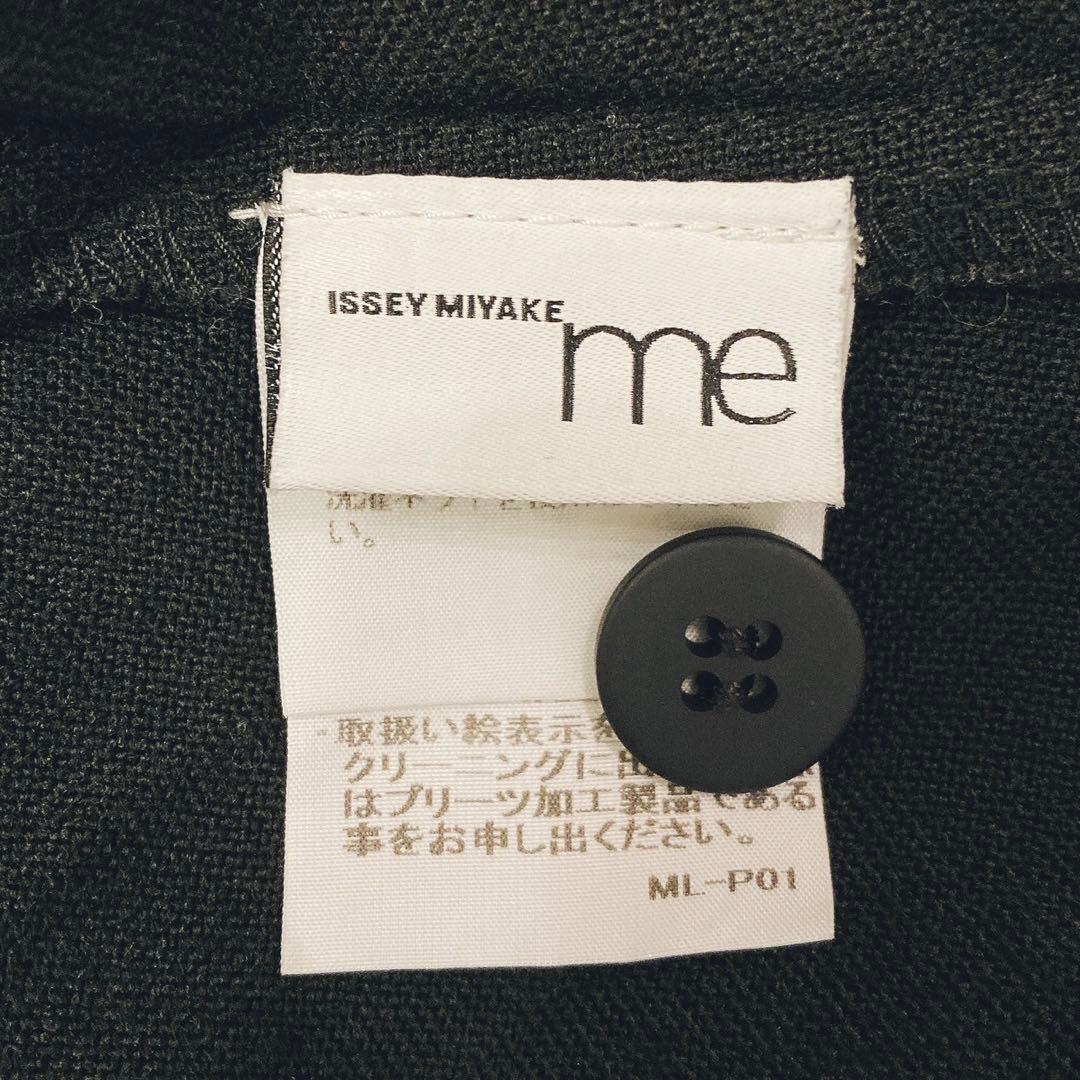 ISSEY MIYAKE
me
い。
取扱い絵表示を
クリーニングに出
はプリーツ加工製品である
事をお申し出ください。
ML-P01